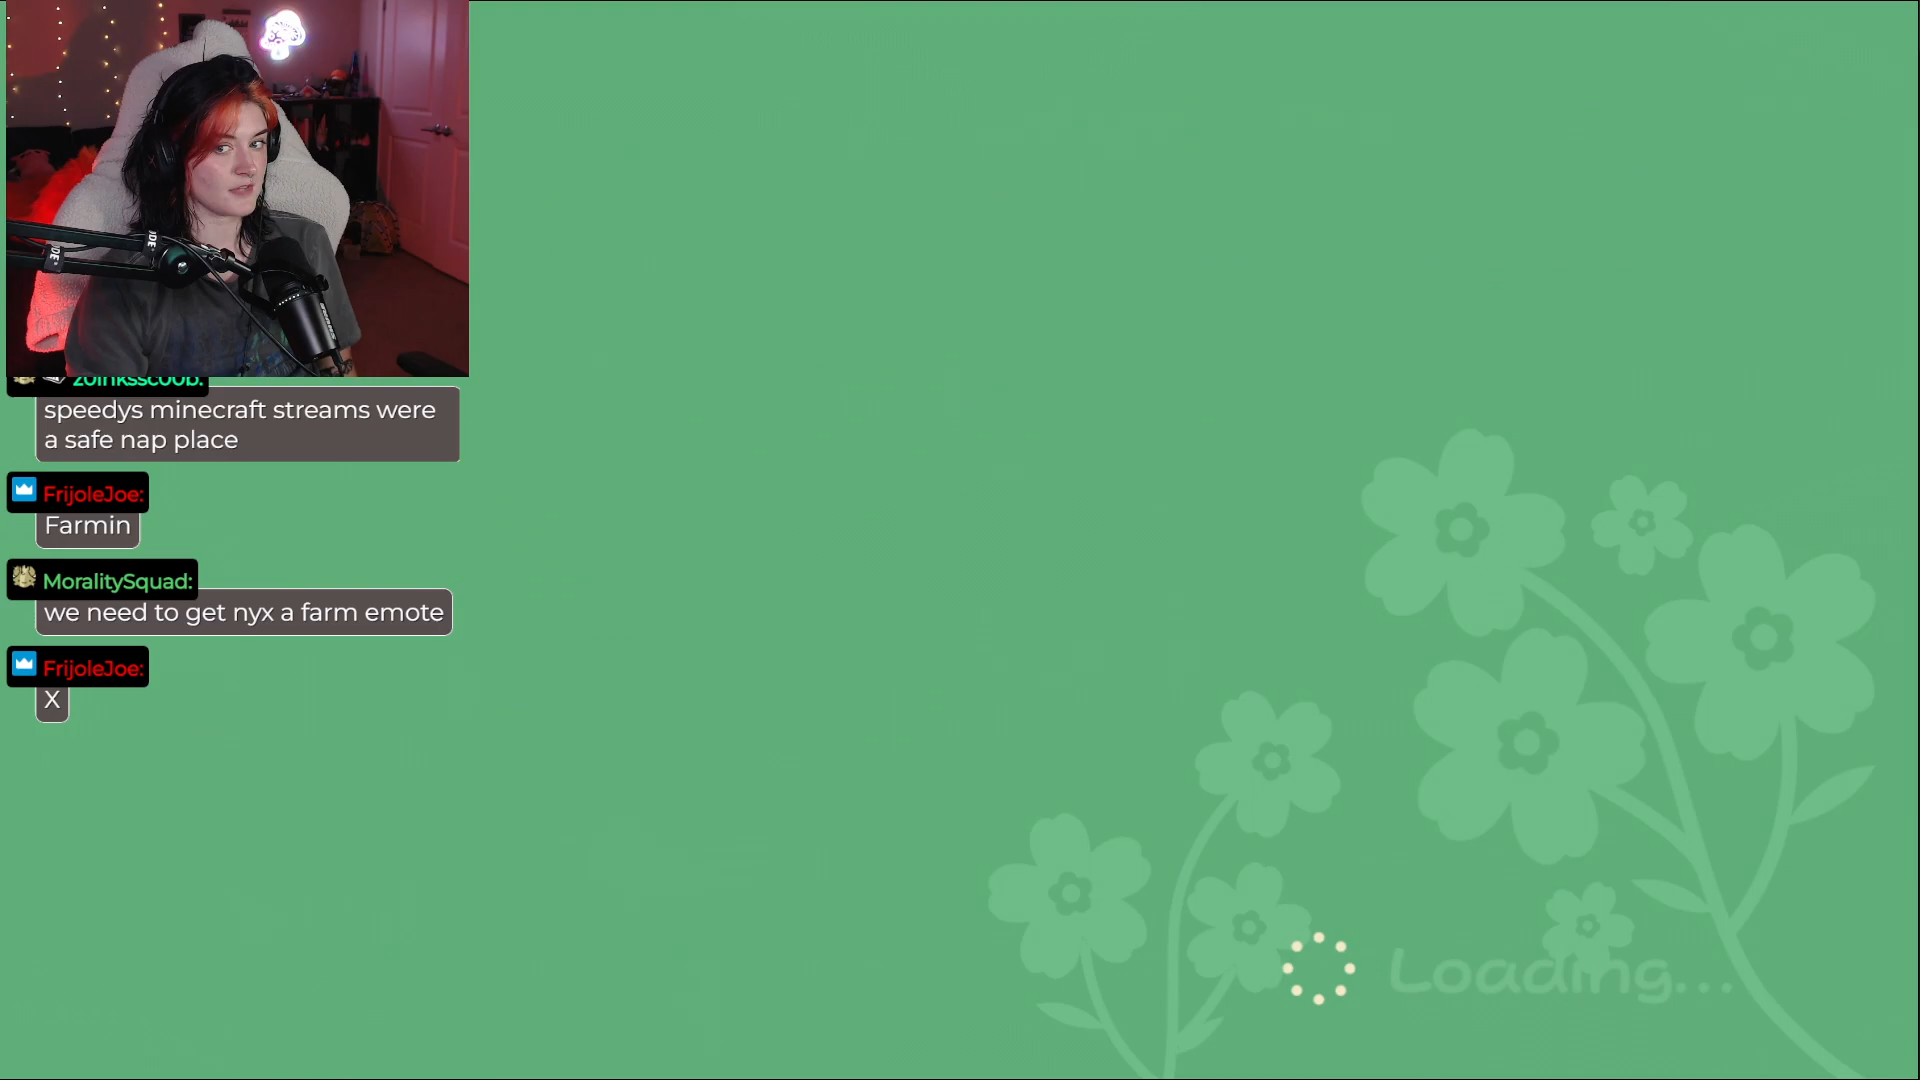 z0inkssc00b:
speedys minecraft streams were
a safe nap place
FrijoleJoe:
Farmin
MoralitySquad:
we need to get nyx a farm emote
FrijoleJoe:
X
Loading...